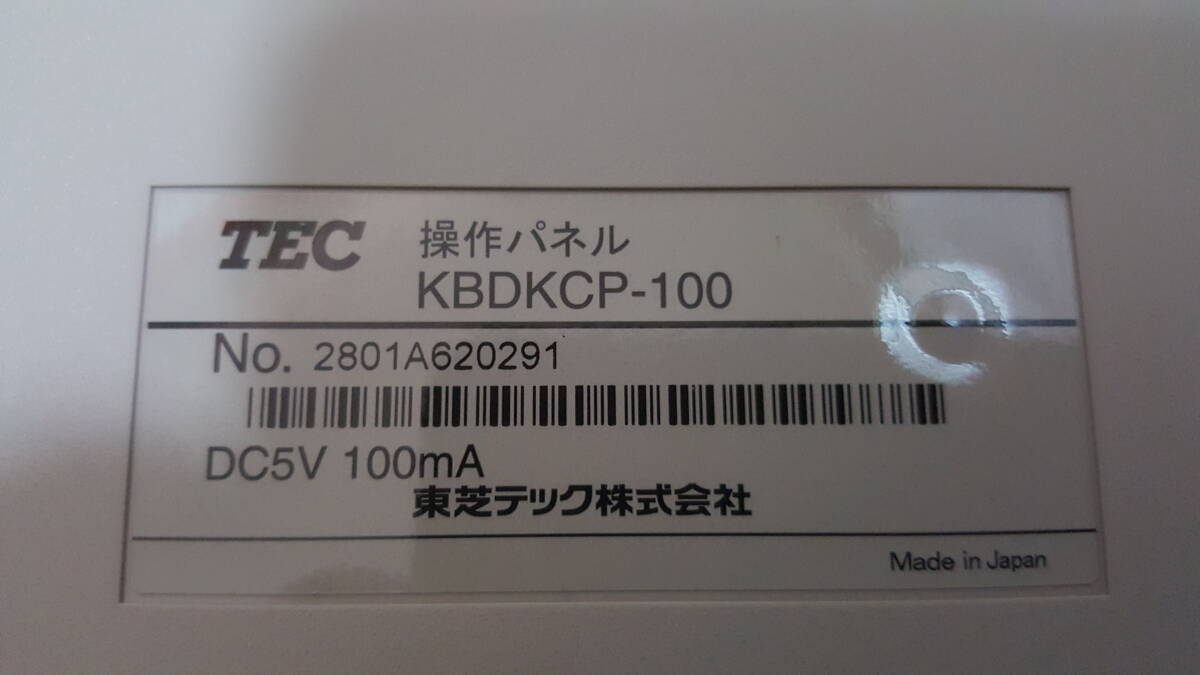 TEC 操作パネル
KBDKCP-100
No. 2801A620291
DC5V 100mA
東芝テック株式会社
Made in Japan